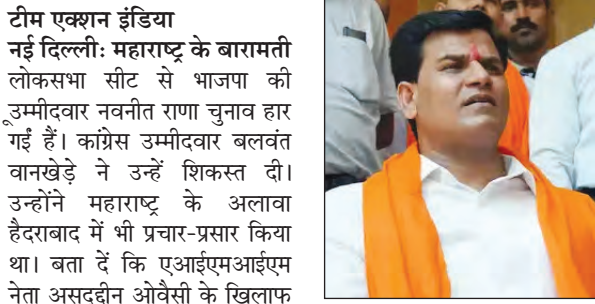 टीम एक्शन इंडिया
नई दिल्ली: महाराष्ट्र के बारामती
लोकसभा सीट से भाजपा की
उम्मीदवार नवनीत राणा चुनाव हार
गईं हैं। कांग्रेस उम्मीदवार बलवंत
वानखेड़े ने उन्हें शिकस्त दी।
उन्होंने महाराष्ट्र के अलावा
हैदराबाद में भी प्रचार-प्रसार किया
था। बता दें कि एआईएमआईएम
नेता असदुद्दीन ओवैसी के खिलाफ